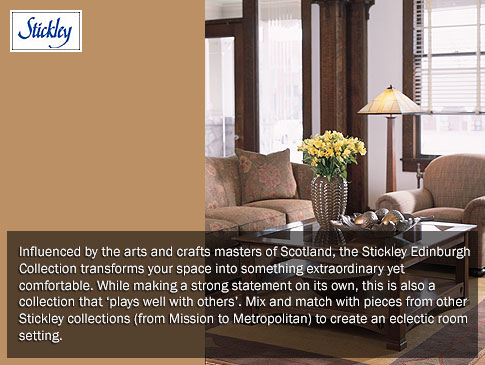 Stickley
Influenced by the arts and crafts masters of Scotland, the Stickley Edinburgh
Collection transforms your space into something extraordinary yet
comfortable. While making a strong statement on its own, this is also a
collection that ‘plays well with others’. Mix and match with pieces from other
Stickley collections (from Mission to Metropolitan) to create an eclectic room
setting.